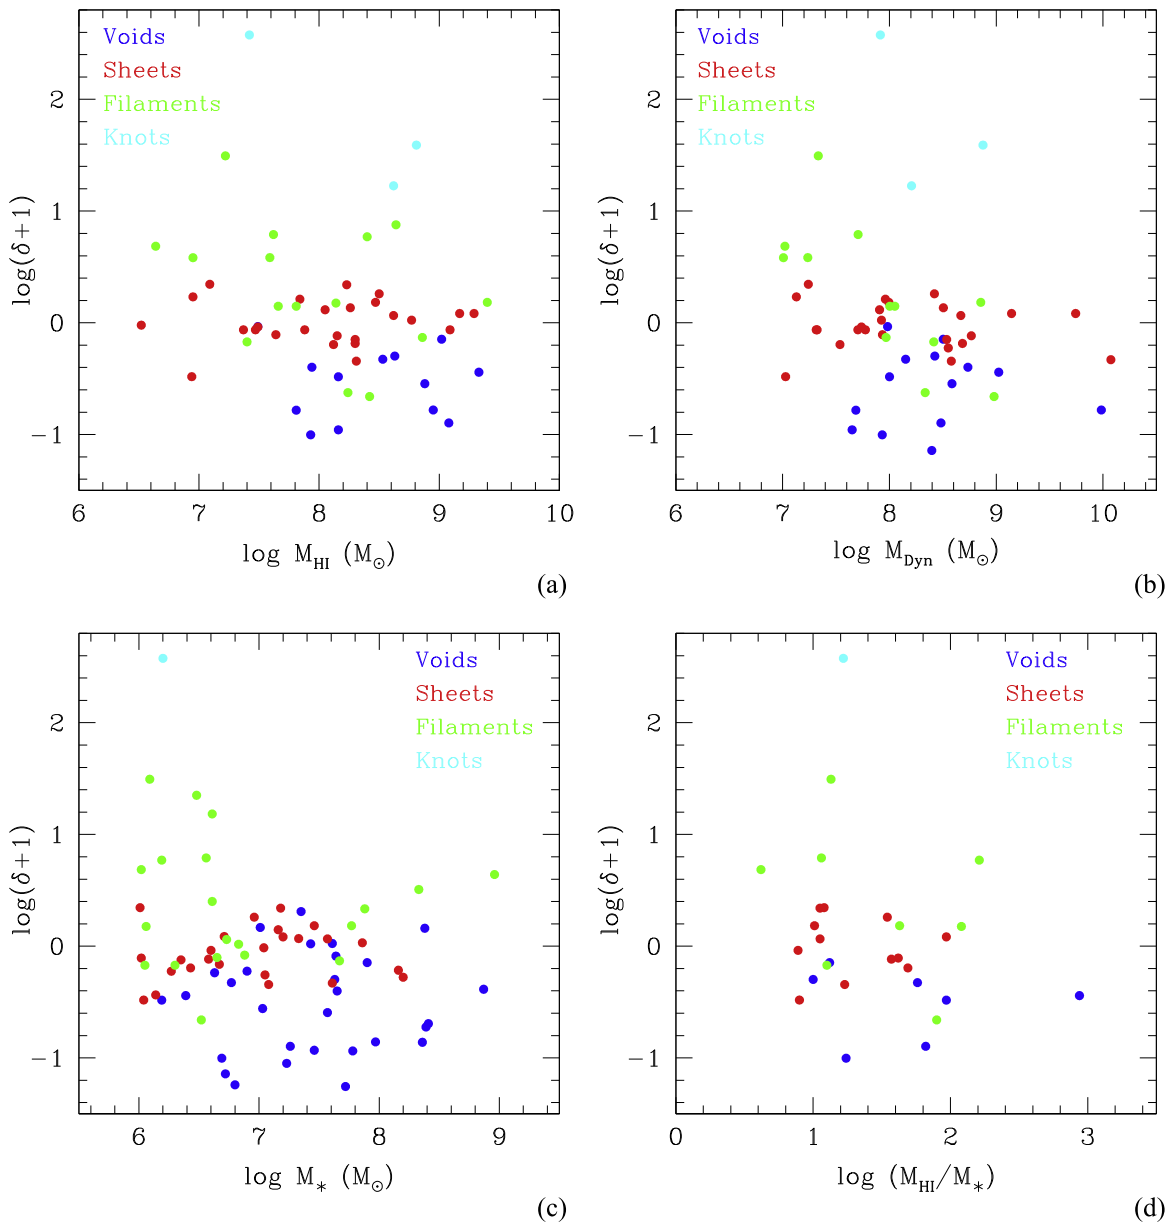 Voids
Sheets
Filaments
Knots
2
1
0
−1
log(δ+1)
6 7 8 9 10
log M_HI (M_⊙)
(a)
Voids
Sheets
Filaments
Knots
2
1
0
−1
log(δ+1)
6 7 8 9 10
log M_Dyn (M_⊙)
(b)
Voids
Sheets
Filaments
Knots
2
1
0
−1
log(δ+1)
6 7 8 9
log M_* (M_⊙)
(c)
Voids
Sheets
Filaments
Knots
2
1
0
−1
log(δ+1)
0 1 2 3
log (M_HI/M_*)
(d)